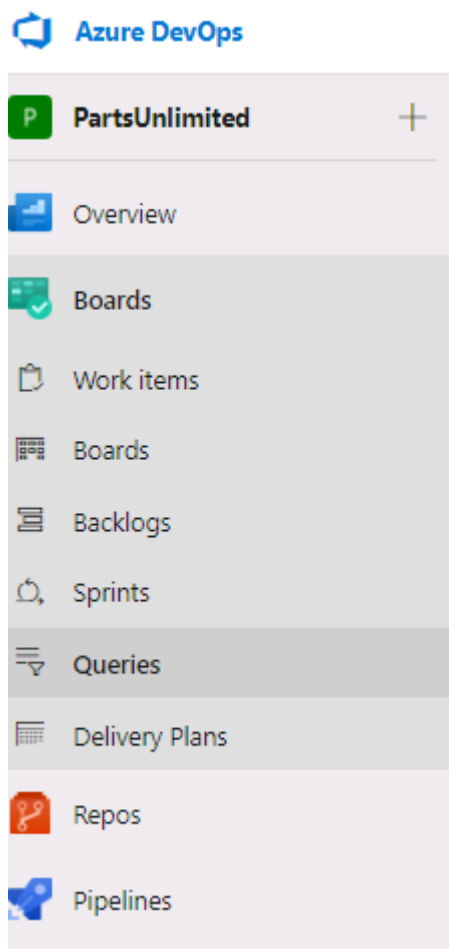 Azure DevOps
P PartsUnlimited
Overview
Boards
Work items
Boards
Backlogs
Sprints
Queries
Delivery Plans
Repos
Pipelines